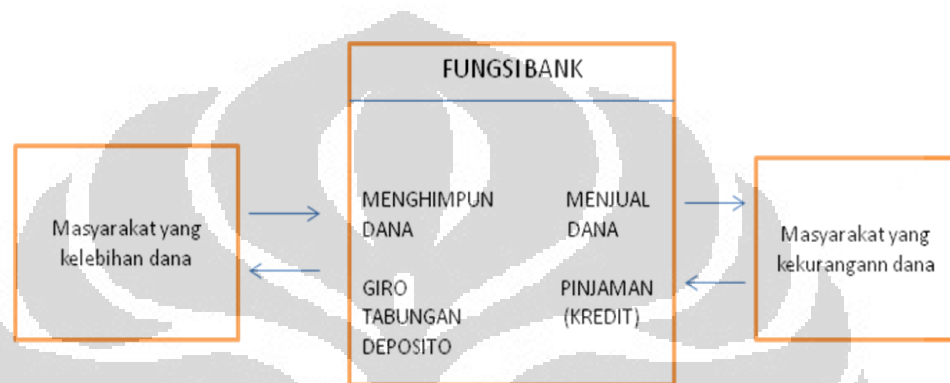 FUNGSI BANK
Masyarakat yang
kelebihan dana
MENGHIMPUN
DANA
GIRO
TABUNGAN
DEPOSITO
MENJUAL
DANA
PINJAMAN
(KREDIT)
Masyarakat yang
kekurangann dana